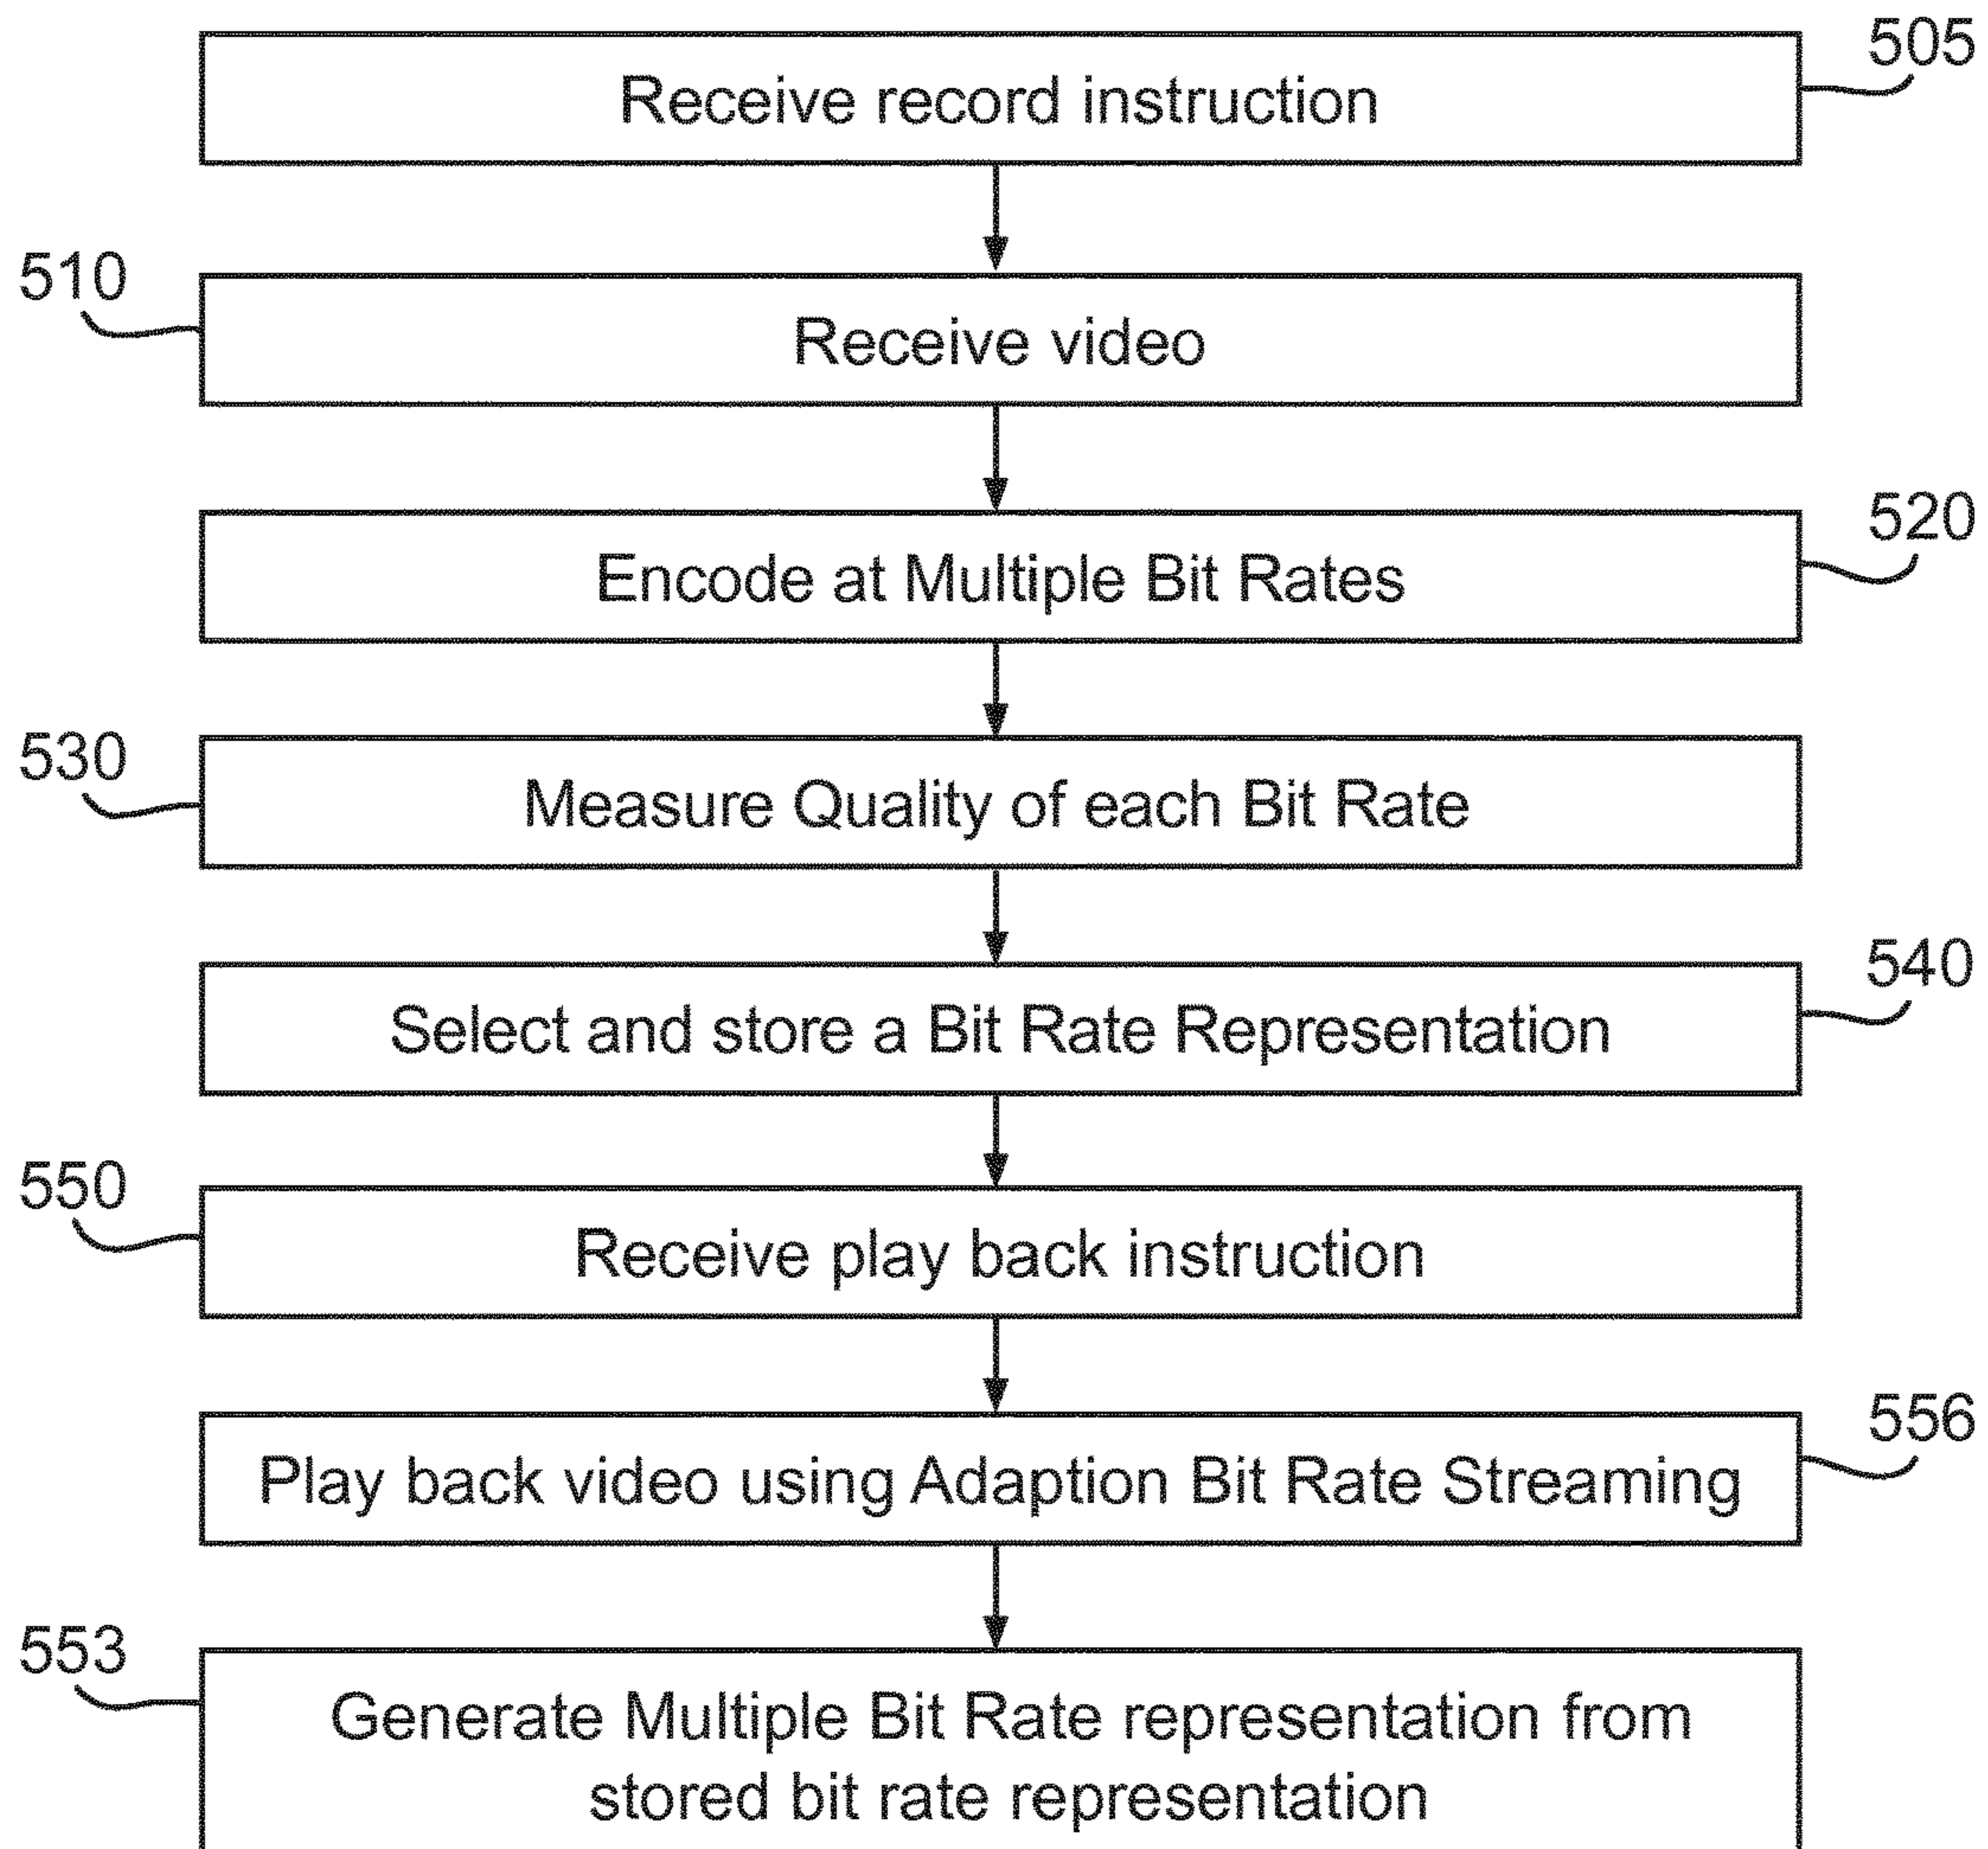 505
Receive record instruction
510
Receive video
520
Encode at Multiple Bit Rates
530
Measure Quality of each Bit Rate
540
Select and store a Bit Rate Representation
550
Receive play back instruction
556
Play back video using Adaption Bit Rate Streaming
553
Generate Multiple Bit Rate representation from
stored bit rate representation